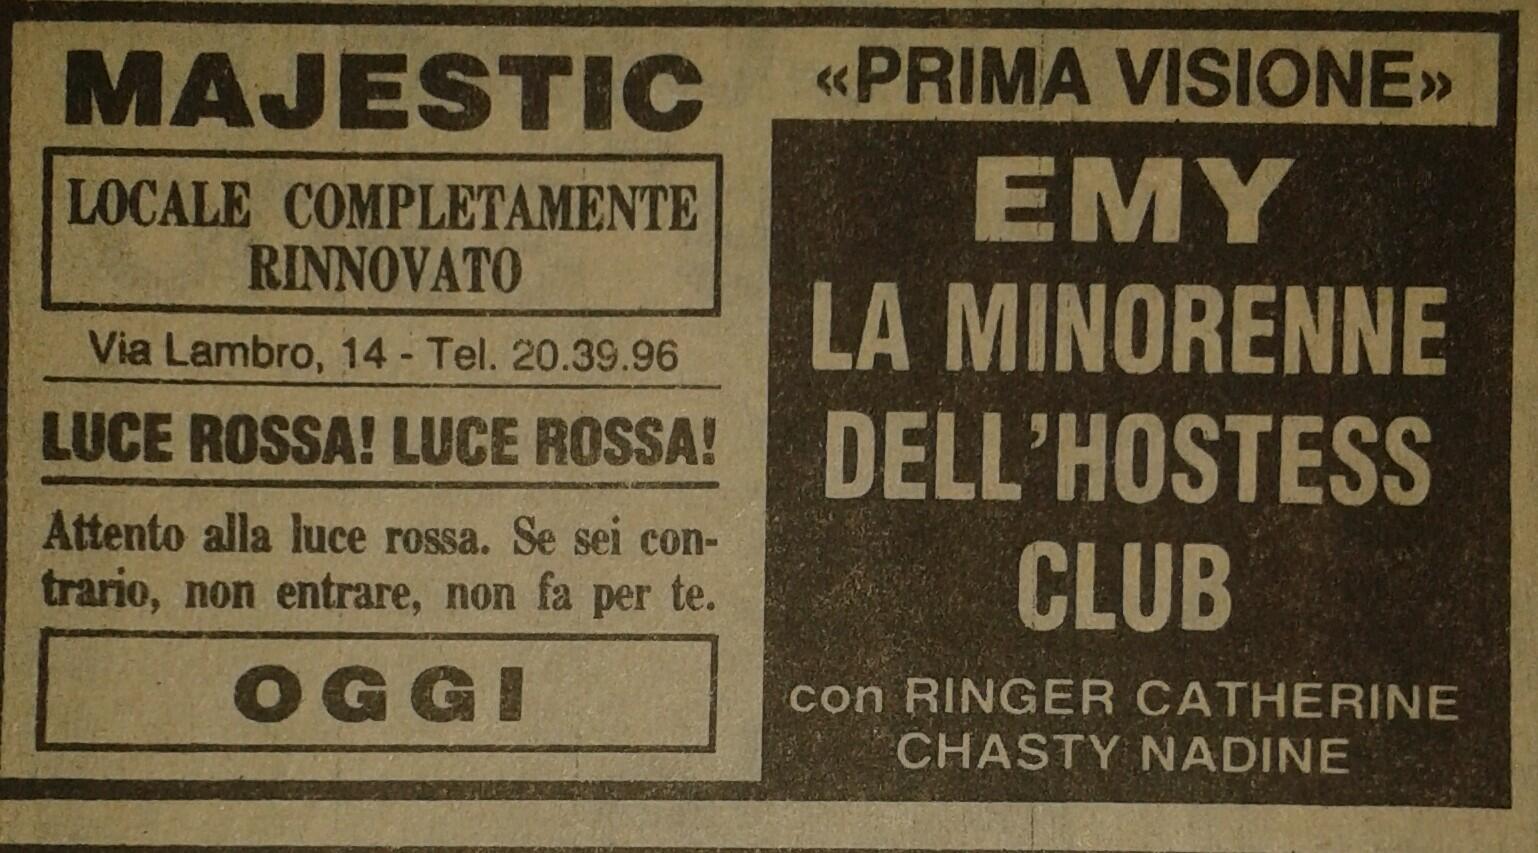 MAJESTIC
LOCALE COMPLETAMENTE
RINNOVATO
Via Lambro, 14 - Tel. 20.39.96
LUCE ROSSA! LUCE ROSSA!
Attento alla luce rossa. Se sei con-
trario, non entrare, non fa per te.
OGGI
«PRIMA VISIONE»
EMY
LA MINORENNE
DELL'HOSTESS
CLUB
con RINGER CATHERINE
CHASTY NADINE